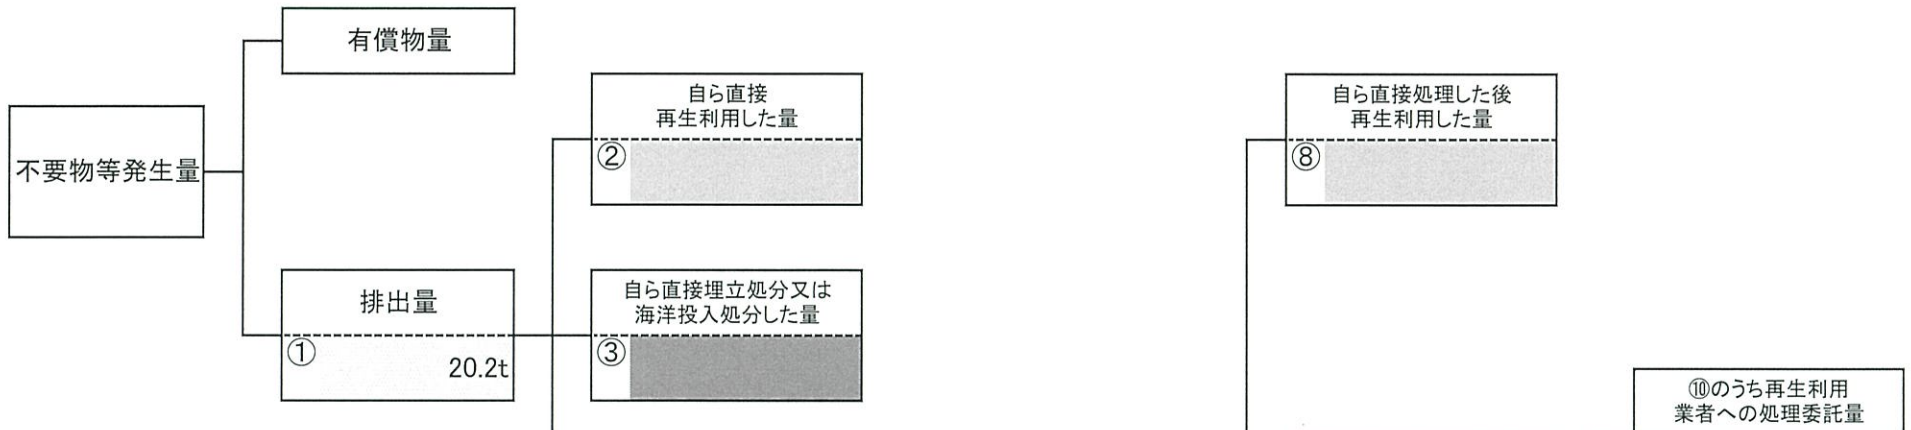 有償物量
不要物等発生量
自ら直接
再生利用した量
②
自ら直接処理した後
再生利用した量
⑧
排出量
①
20.2t
自ら直接埋立処分又は
海洋投入処分した量
③
⑩のうち再生利用
業者への処理委託量